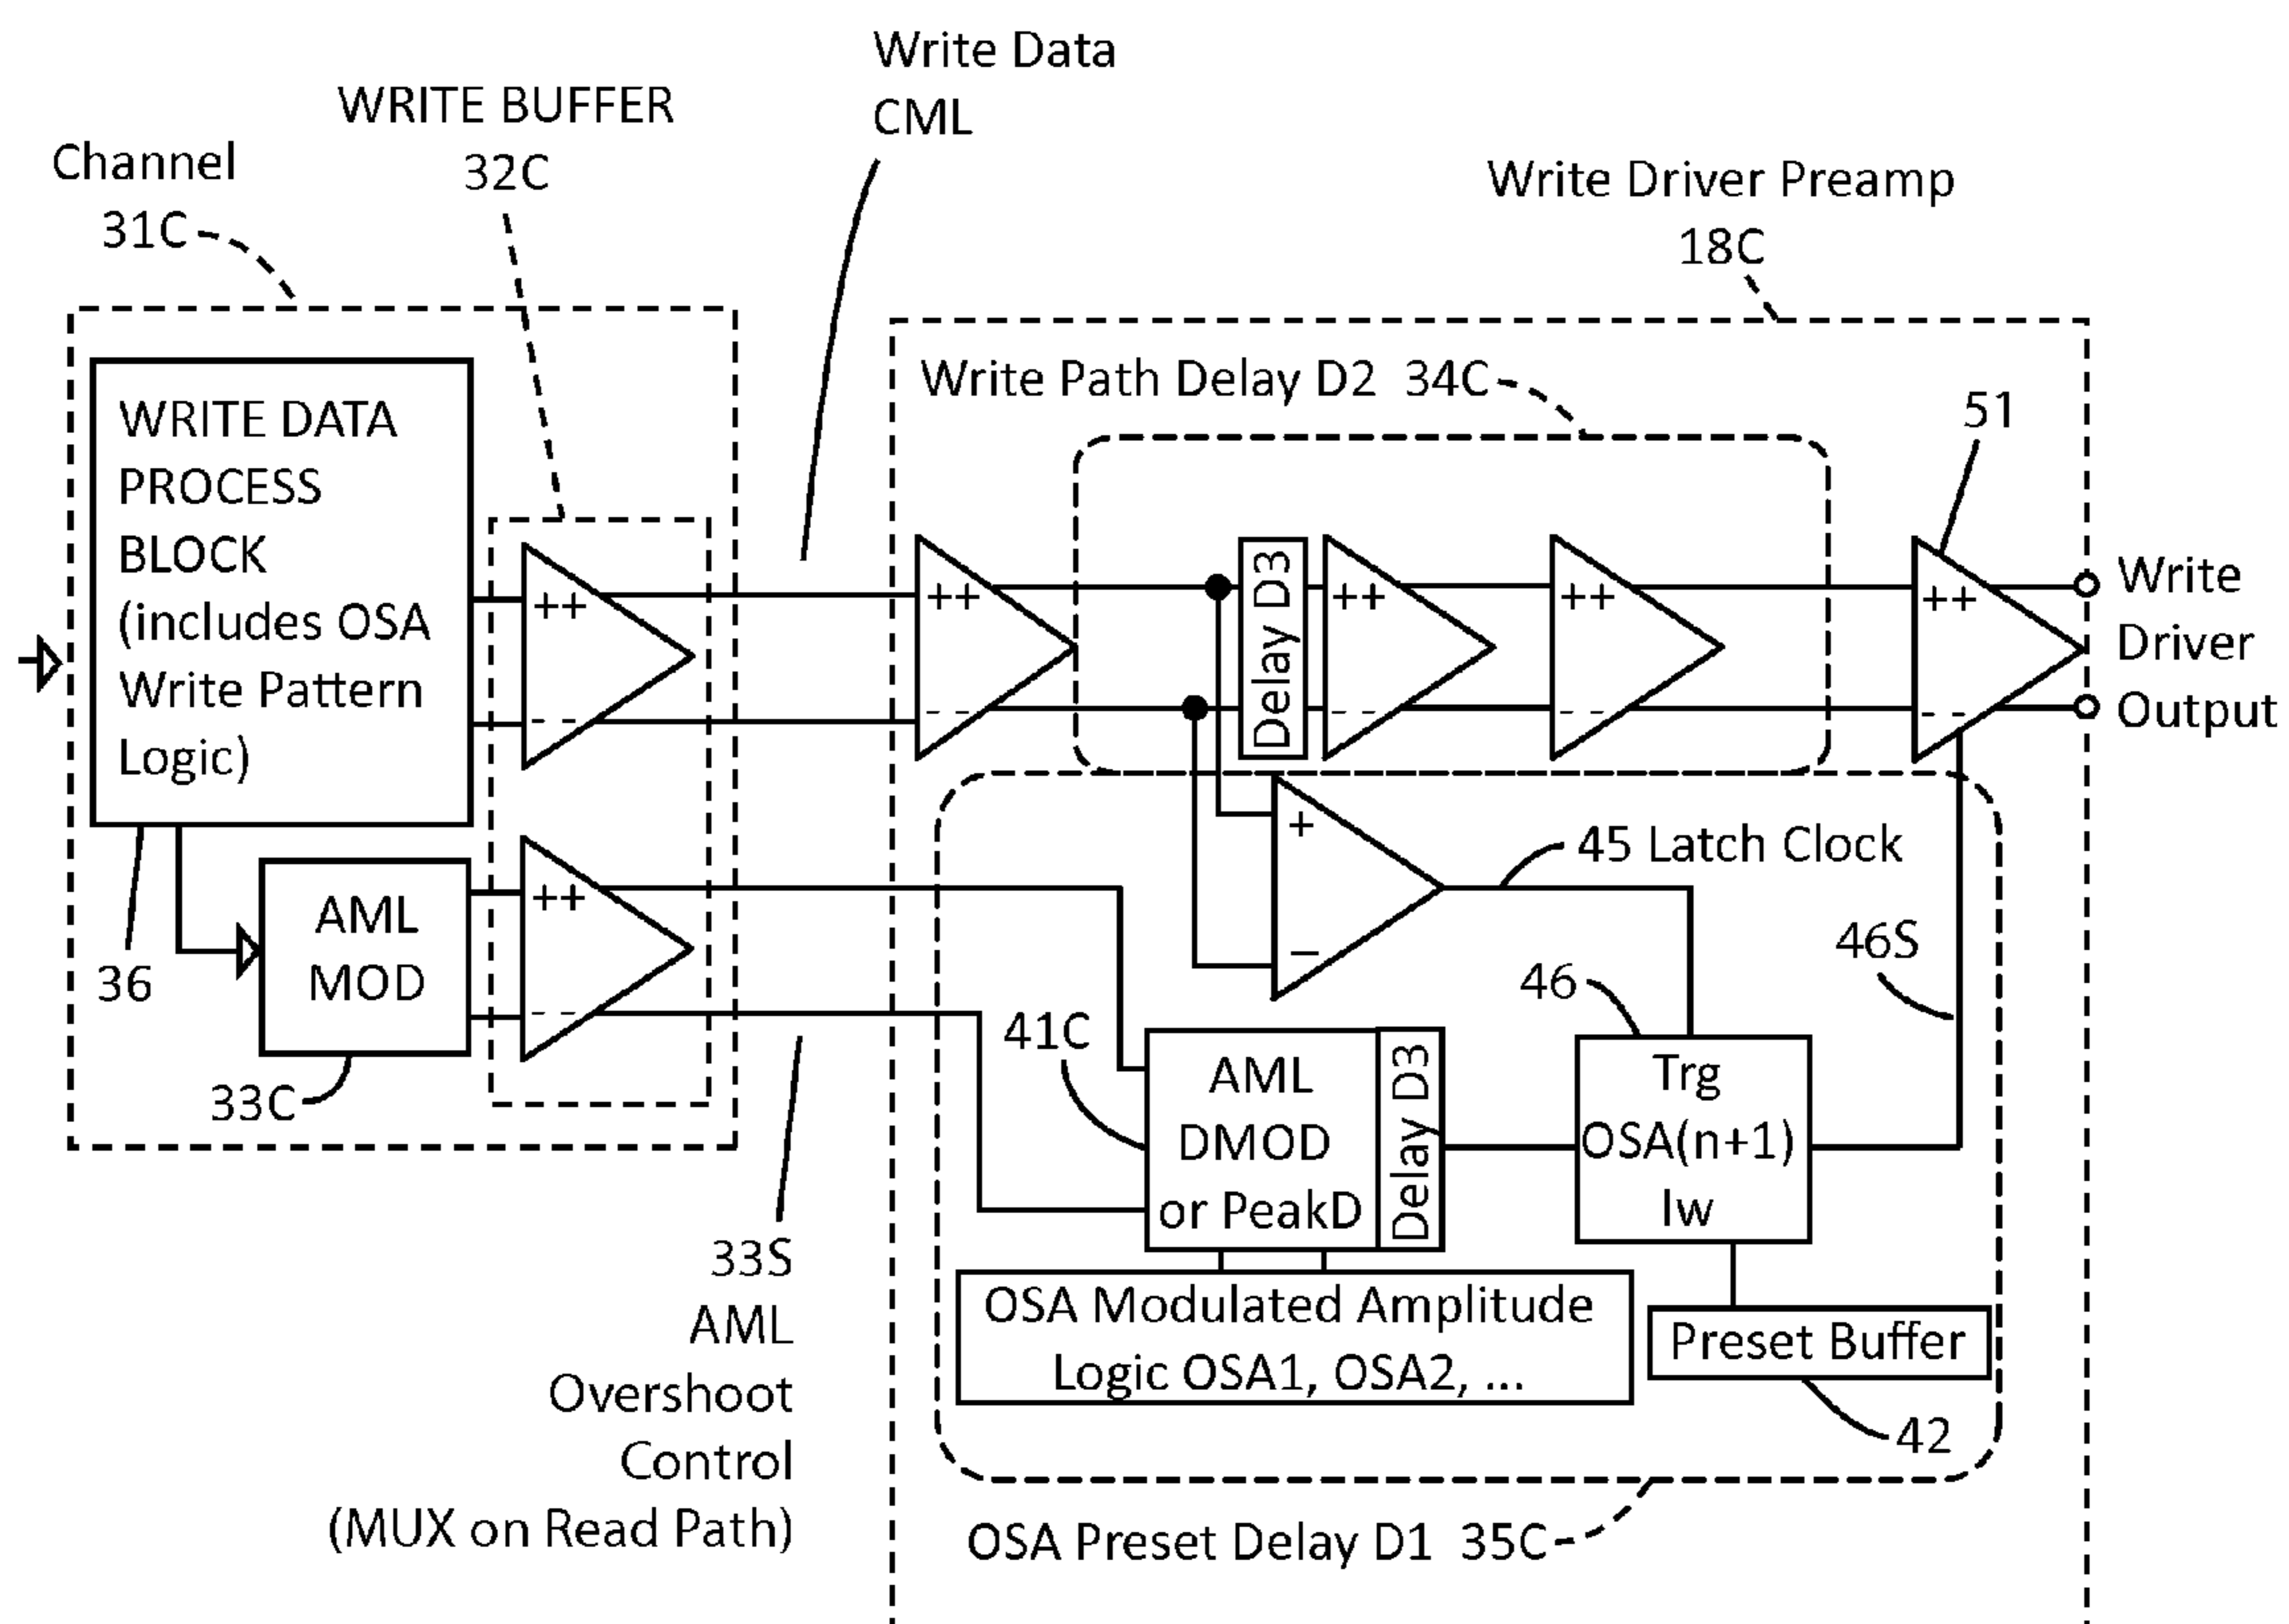 Write Data
CML
WRITE BUFFER
32C
Channel
31C
Write Driver Preamp
18C
Write Path Delay D2 34C
51
WRITE DATA
PROCESS
BLOCK
(includes OSA
Write Pattern
Logic)
++
- -
++
- -
Delay D3
++
- -
++
- -
++
- -
Write
Driver
Output
+
–
45 Latch Clock
AML
MOD
++
- -
36
33C
46
46S
41C
AML
DMOD
or PeakD
Delay D3
Trg
OSA(n+1)
Iw
33S
AML
Overshoot
Control
(MUX on Read Path)
OSA Modulated Amplitude
Logic OSA1, OSA2, ...
Preset Buffer
42
OSA Preset Delay D1 35C